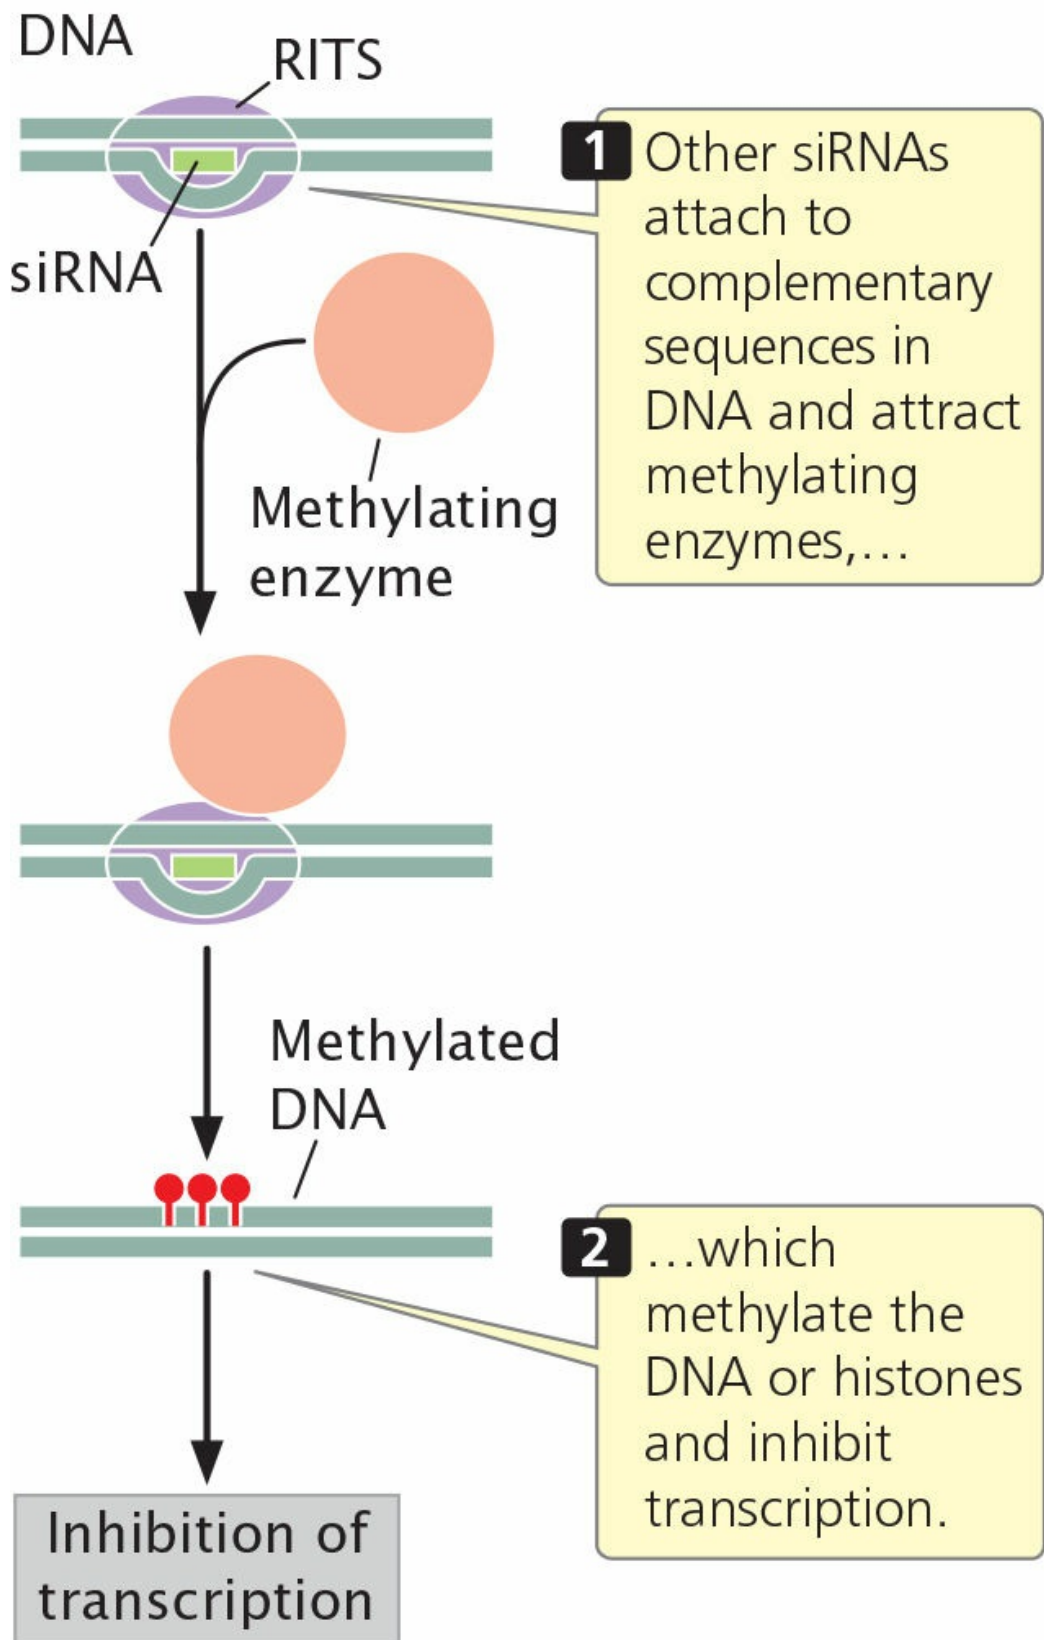 DNA
RITS
siRNA
1 Other siRNAs
attach to
complementary
sequences in
DNA and attract
methylating
enzymes,…
Methylating
enzyme
Methylated
DNA
2 …which
methylate the
DNA or histones
and inhibit
transcription.
Inhibition of
transcription